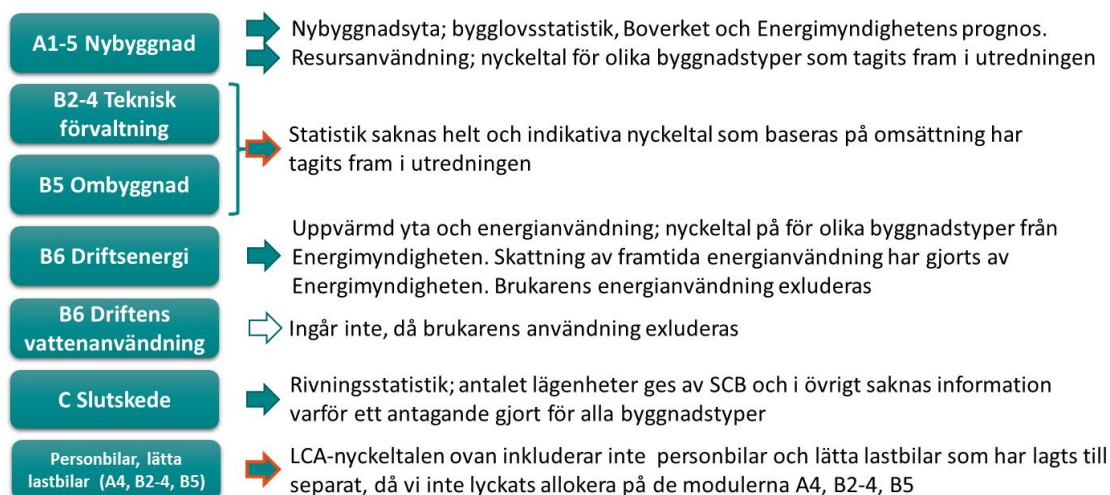 A1-5 Nybyggnad
Nybyggnadsyta; bygglovsstatistik, Boverket och Energimyndighetens prognos.
Resursanvändning; nyckeltal för olika byggnadstyper som tagits fram i utredningen
B2-4 Teknisk
förvaltning
B5 Ombyggnad
Statistik saknas helt och indikativa nyckeltal som baseras på omsättning har
tagits fram i utredningen
B6 Driftsenergi
Uppvärmd yta och energianvändning; nyckeltal på för olika byggnadstyper från
Energimyndigheten. Skattning av framtida energianvändning har gjorts av
Energimyndigheten. Brukarens energianvändning exluderas
B6 Driftens
vattenanvändning
Ingår inte, då brukarens användning exluderas
C Slutskede
Rivningsstatistik; antalet lägenheter ges av SCB och i övrigt saknas information
varför ett antagande gjort för alla byggnadstyper
Personbilar, lätta
lastbilar (A4, B2-4, B5)
LCA-nyckeltalen ovan inkluderar inte personbilar och lätta lastbilar som har lagts till
separat, då vi inte lyckats allokera på de modulerna A4, B2-4, B5